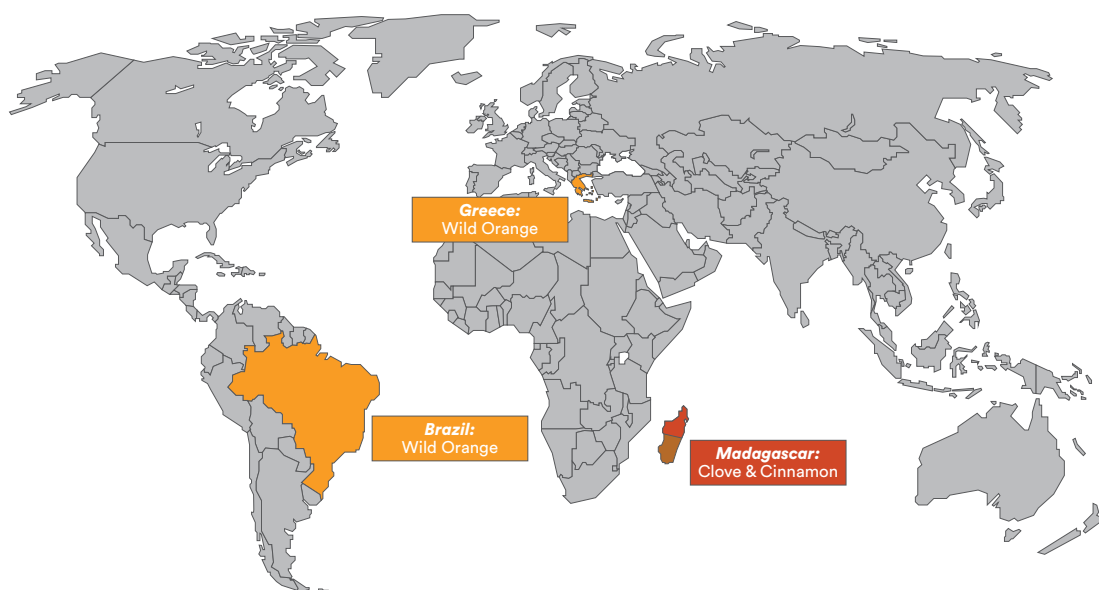 Greece:
Wild Orange
Brazil:
Wild Orange
Madagascar:
Clove & Cinnamon